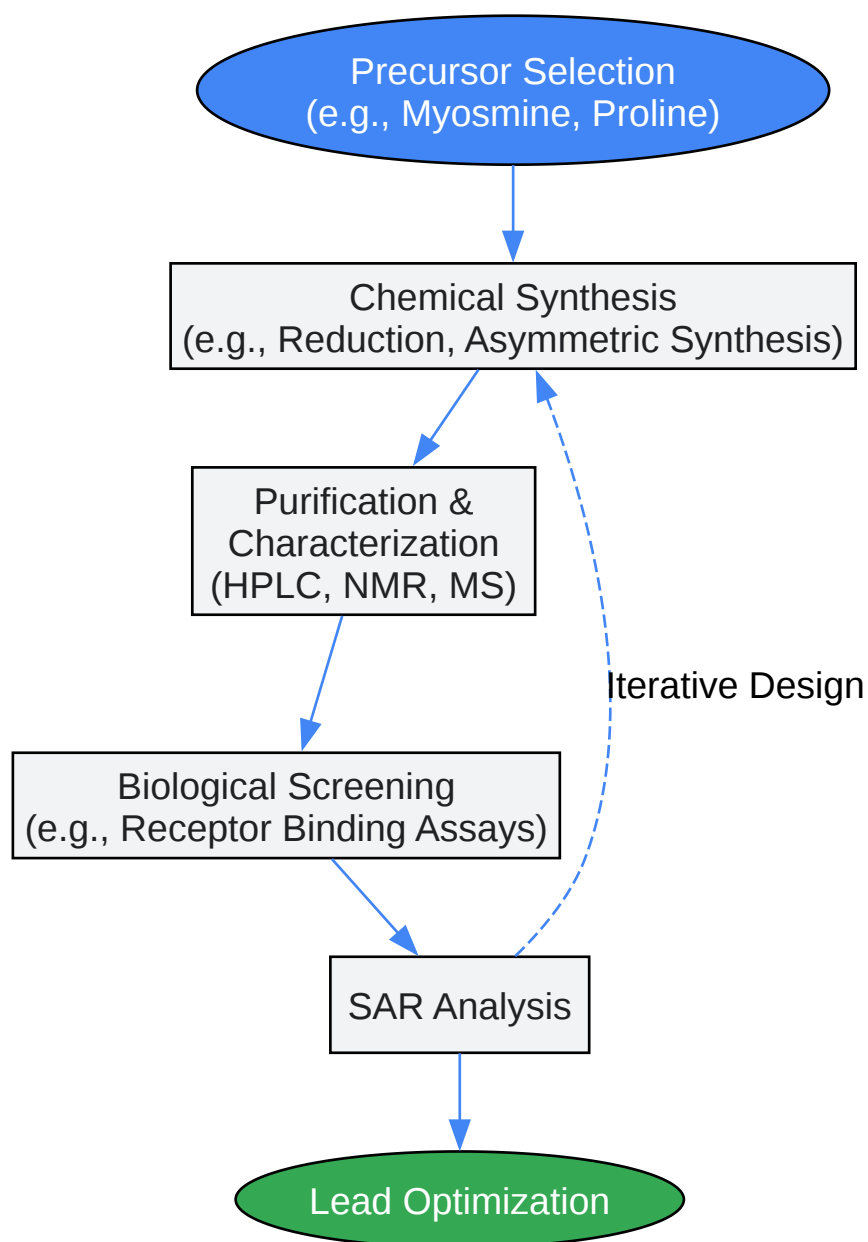 Precursor Selection
(e.g., Myosmine, Proline)
Chemical Synthesis
(e.g., Reduction, Asymmetric Synthesis)
Purification &
Characterization
(HPLC, NMR, MS)
Iterative Design
Biological Screening
(e.g., Receptor Binding Assays)
SAR Analysis
Lead Optimization